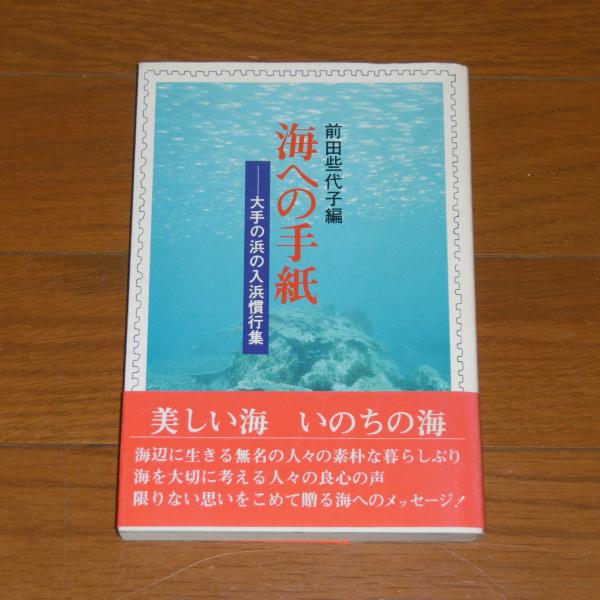 前田些代子編
海への手紙
──大手の浜の入浜慣行集
美しい海　いのちの海
海辺に生きる無名の人々の素朴な暮らしぶり
海を大切に考える人々の良心の声
限りない思いをこめて贈る海へのメッセージ!